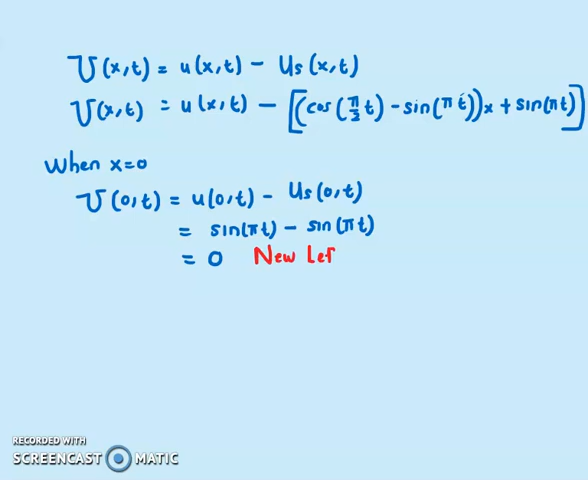 V(x,t) = u(x,t) - Us(x,t)
V(x,t) = u(x,t) - [(cos(π/2 t) - sin(πt))x + sin(πt)]
When x=0
V(0,t) = u(0,t) - Us(0,t)
= sin(πt) - sin(πt)
= 0 New Lef
RECORDED WITH
SCREENCAST MATIC